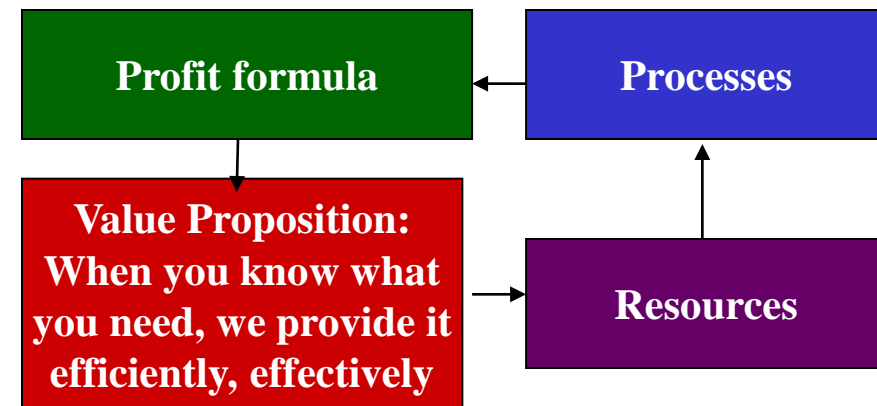 Profit formula
Processes
Value Proposition:
When you know what
you need, we provide it
efficiently, effectively
Resources